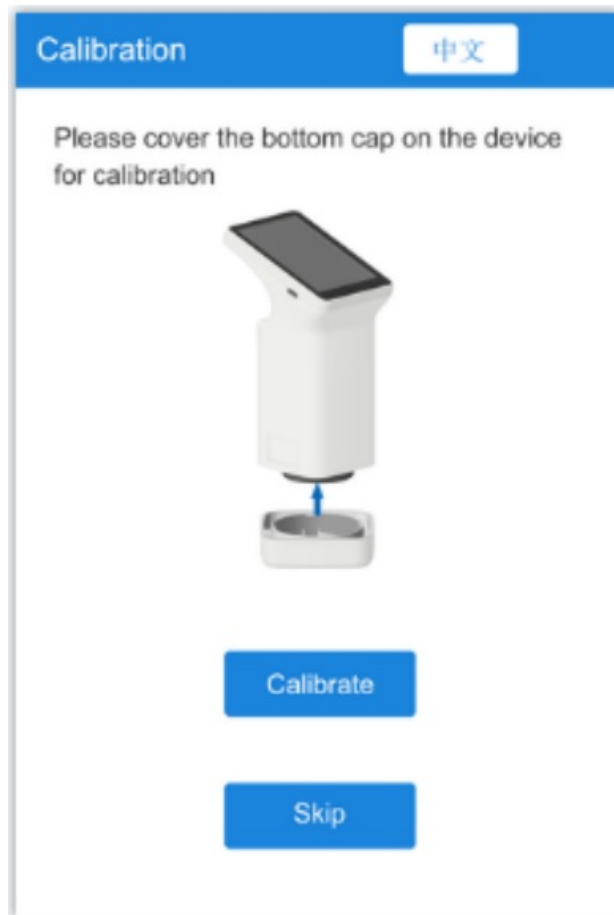 Calibration
中文
Please cover the bottom cap on the device
for calibration
Calibrate
Skip